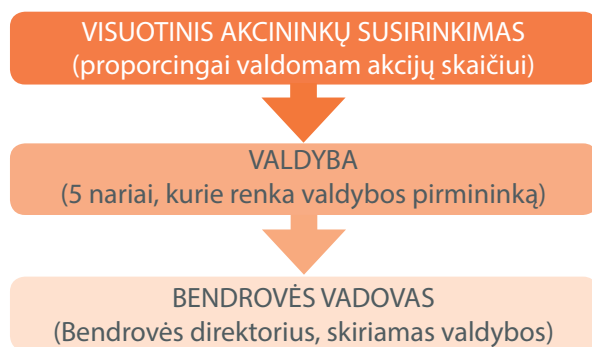 VISUOTINIS AKCININKŲ SUSIRINKIMAS
(proporcingai valdomam akcijų skaičiui)
VALDYBA
(5 nariai, kurie renka valdybos pirmininką)
BENDROVĖS VADOVAS
(Bendrovės direktorius, skiriamas valdybos)